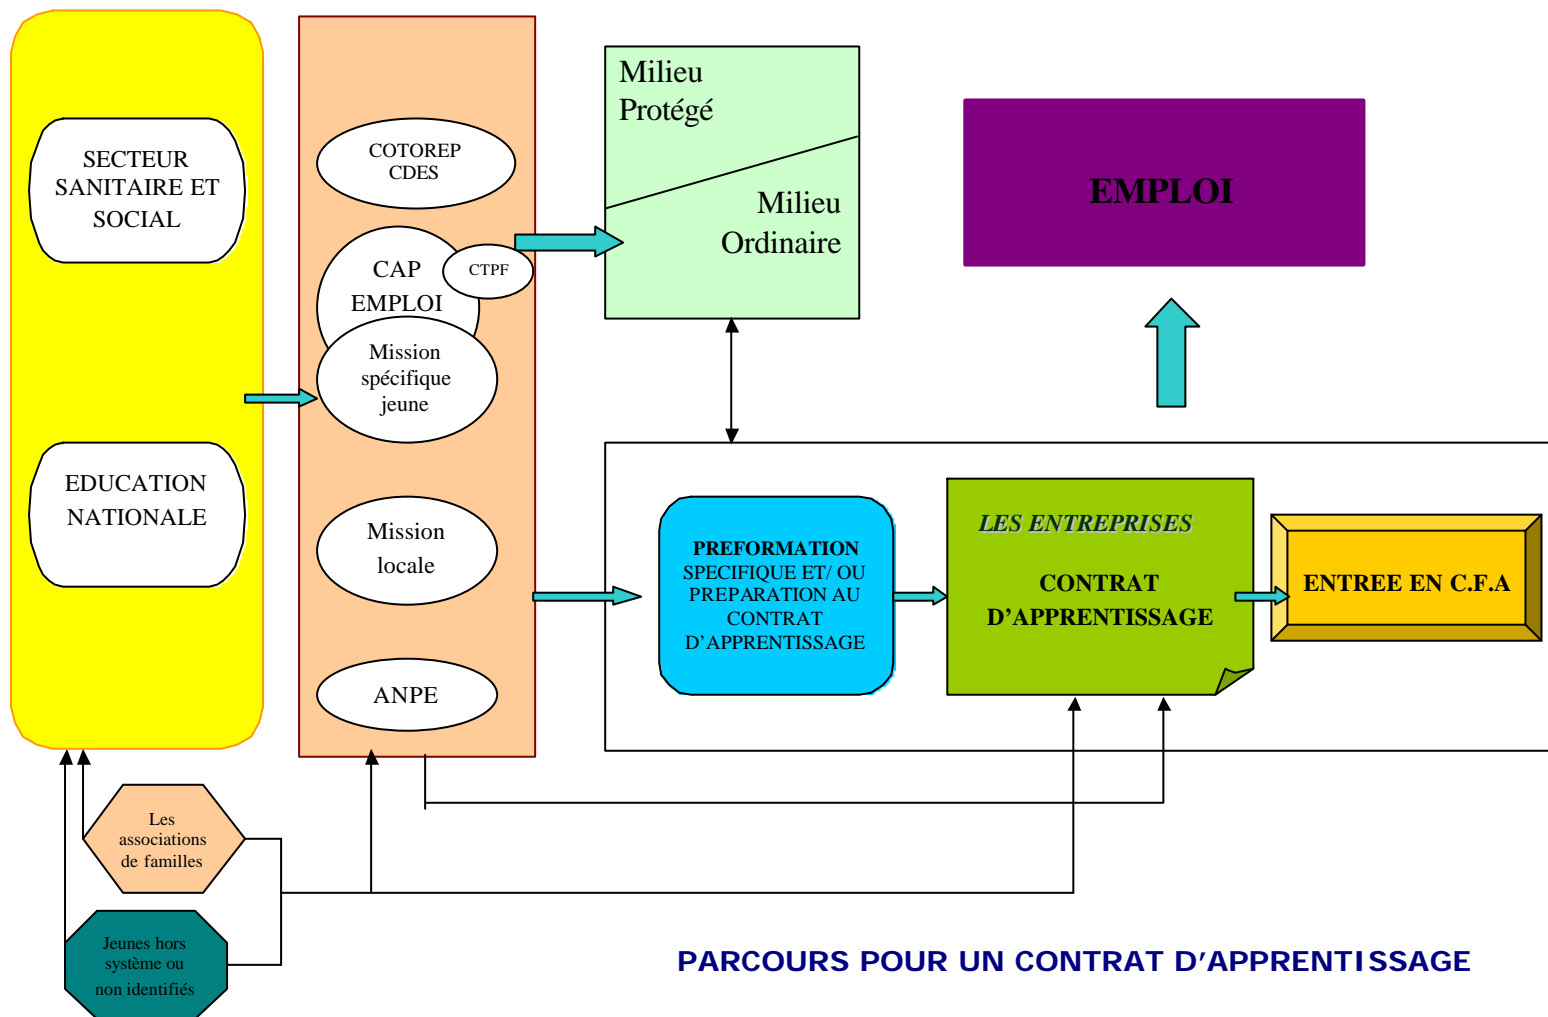 SECTEUR
SANITAIRE ET
SOCIAL
EDUCATION
NATIONALE
COTOREP
CDES
CAP
EMPLOI
CTPF
Mission
spécifique
jeune
Mission
locale
ANPE
Milieu
Protégé
Milieu
Ordinaire
EMPLOI
PREFORMATION
SPECIFIQUE ET/ OU
PREPARATION AU
CONTRAT
D’APPRENTISSAGE
LES ENTREPRISES
CONTRAT
D’APPRENTISSAGE
ENTREE EN C.F.A
Les
associations
de familles
Jeunes hors
système ou
non identifiés
PARCOURS POUR UN CONTRAT D’APPRENTISSAGE